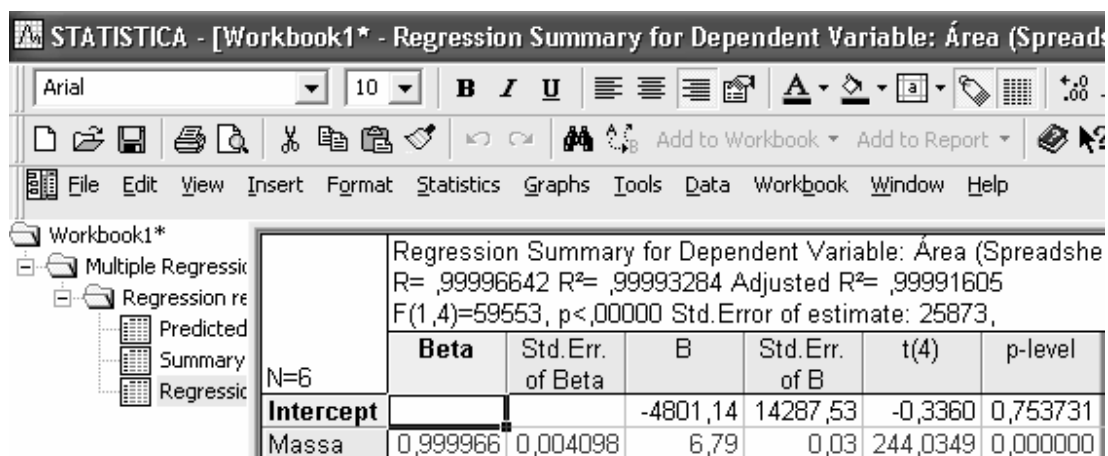 STATISTICA - [Workbook1* - Regression Summary for Dependent Variable: Área (Spreads
Arial 10 B I U A a ,00
Add to Workbook Add to Report
File Edit View Insert Format Statistics Graphs Tools Data Workbook Window Help
Workbook1*
Multiple Regressio
Regression re
Predicted
Summary
Regressio
Regression Summary for Dependent Variable: Área (Spreadshe
R= ,99996642 R²= ,99993284 Adjusted R²= ,99991605
F(1,4)=59553, p<,00000 Std.Error of estimate: 25873,
N=6 Beta Std.Err. of Beta B Std.Err. of B t(4) p-level
Intercept -4801,14 14287,53 -0,3360 0,753731
Massa 0,999966 0,004098 6,79 0,03 244,0349 0,000000